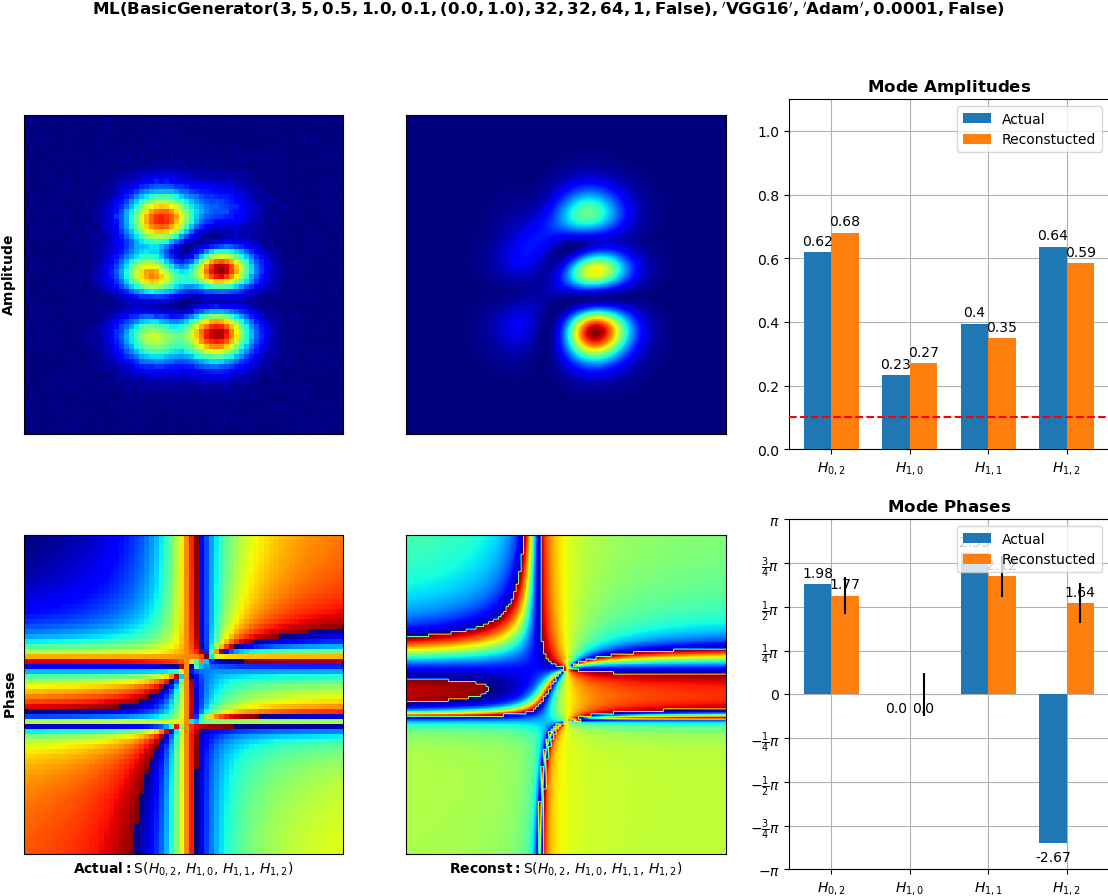 ML(BasicGenerator(3, 5, 0.5, 1.0, 0.1, (0.0, 1.0), 32, 32, 64, 1, False), ′VGG16′, ′Adam′, 0.0001, False)
Amplitude
Mode Amplitudes
Actual
Reconstucted
1.0
0.8
0.6
0.4
0.2
0.0
0.62
0.68
0.23
0.27
0.4
0.35
0.64
0.59
H0,2
H1,0
H1,1
H1,2
Phase
Actual: S(H0,2, H1,0, H1,1, H1,2)
Reconst: S(H0,2, H1,0, H1,1, H1,2)
Mode Phases
Actual
Reconstucted
π
3/4π
1/2π
1/4π
0
−1/4π
−1/2π
−3/4π
−π
1.98
1.77
0.0
0.0
1.64
-2.67
H0,2
H1,0
H1,1
H1,2